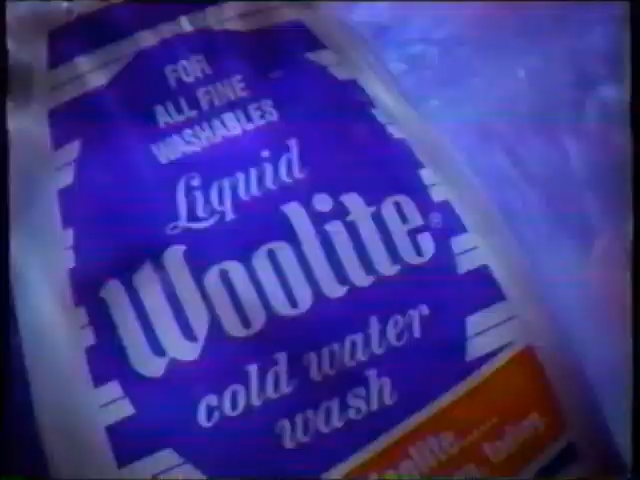 FOR
ALL FINE
WASHABLES
Liquid
Woolite®
cold water
wash